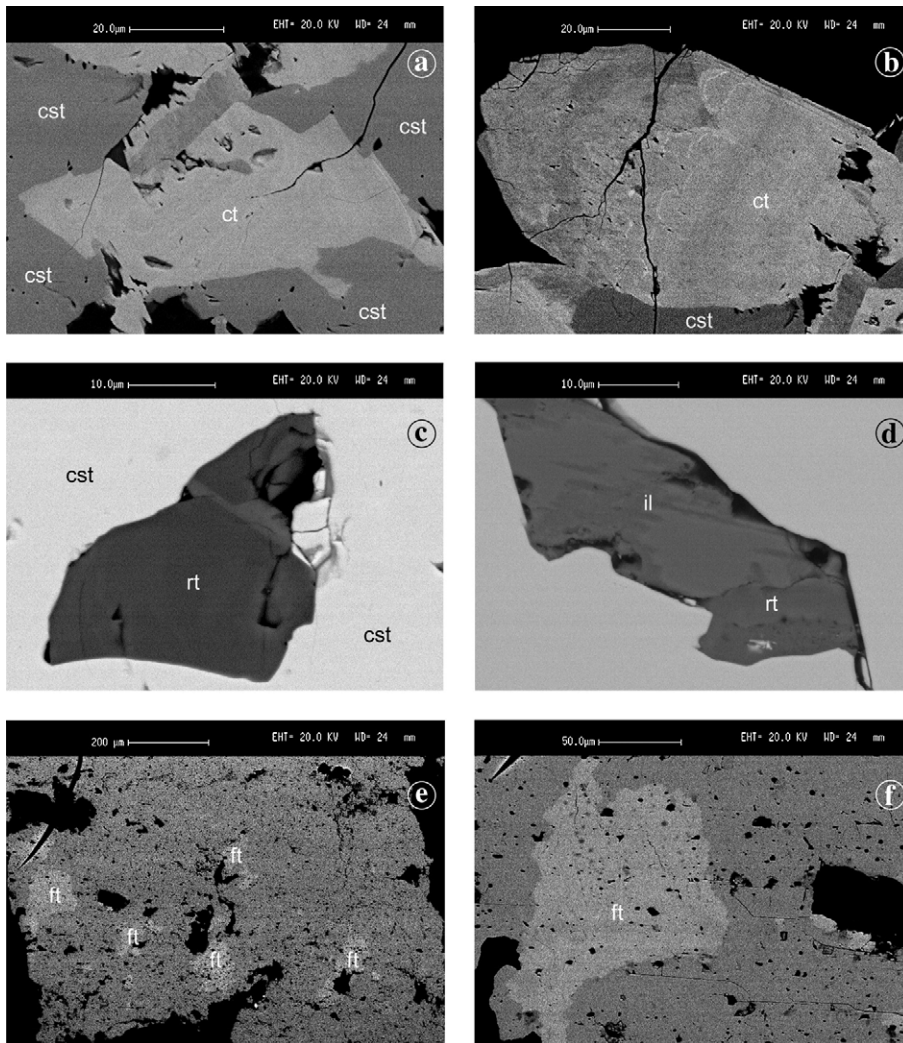 20.0µm EHT= 20.0 KV WD= 24 mm
a
cst
cst
ct
cst
cst
20.0µm EHT= 20.0 KV WD= 24 mm
b
ct
cst
10.0µm EHT= 20.0 KV WD= 24 mm
c
cst
rt
cst
10.0µm EHT= 20.0 KV WD= 24 mm
d
il
rt
200 µm EHT= 20.0 KV WD= 24 mm
e
ft
ft
ft
ft
ft
50.0µm EHT= 20.0 KV WD= 24 mm
f
ft